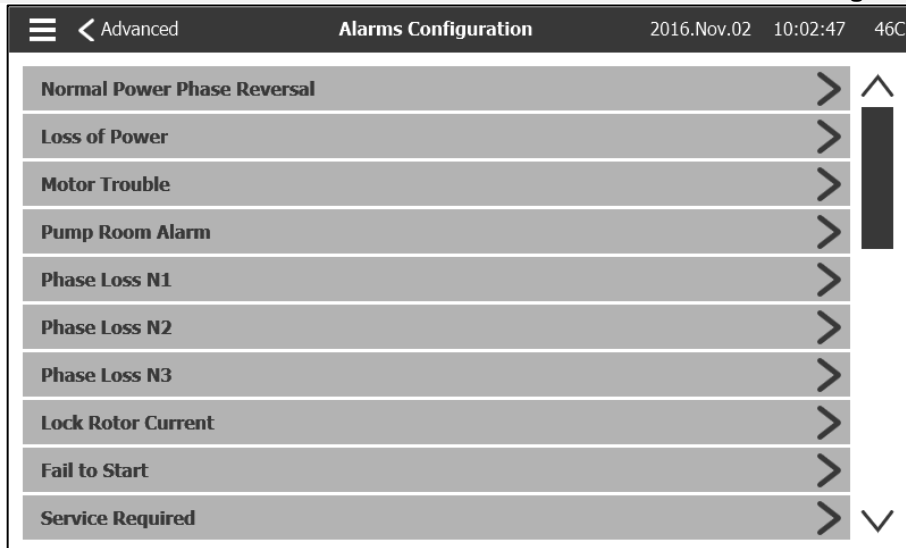 Advanced Alarms Configuration 2016.Nov.02 10:02:47 46C
Normal Power Phase Reversal
Loss of Power
Motor Trouble
Pump Room Alarm
Phase Loss N1
Phase Loss N2
Phase Loss N3
Lock Rotor Current
Fail to Start
Service Required